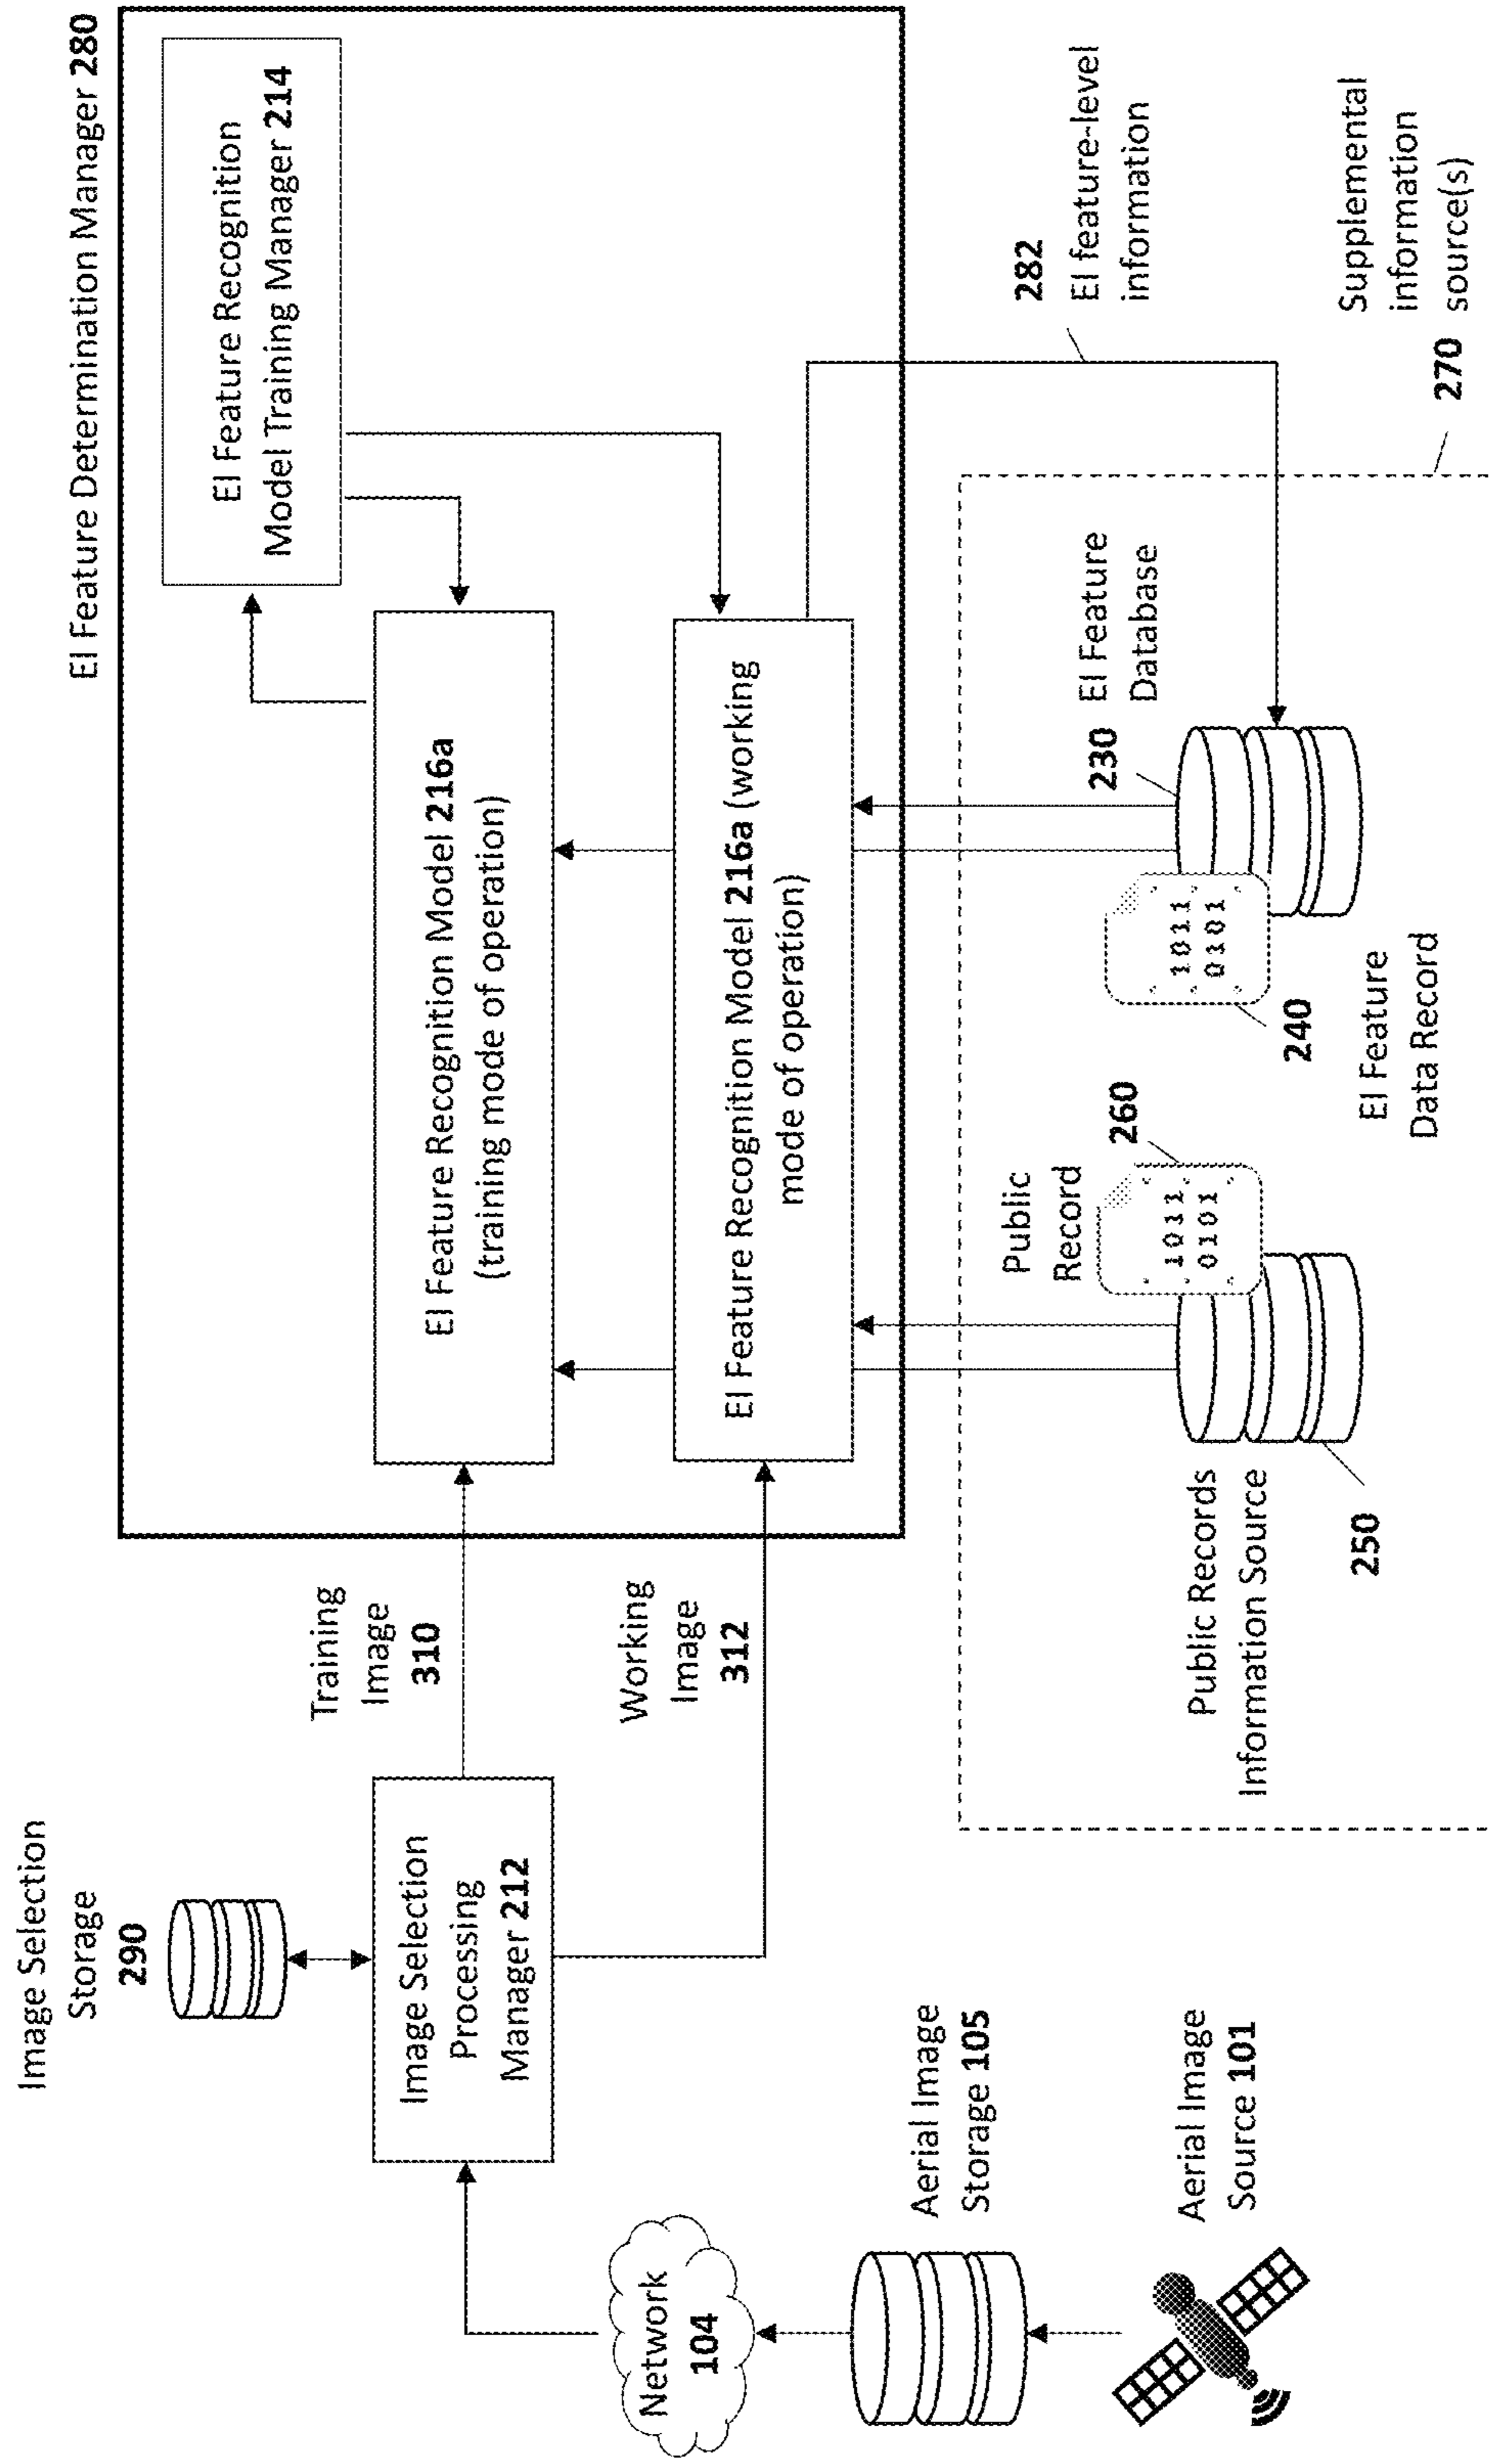 EI Feature Determination Manager 280
Image Selection
Storage
290
EI Feature Recognition
Model Training Manager 214
Training
Image
310
Image Selection
Processing
Manager 212
EI Feature Recognition Model 216a
(training mode of operation)
Working
Image
312
Network
104
EI Feature Recognition Model 216a (working
mode of operation)
Aerial Image
Storage 105
282
EI feature-level
information
Public
Record
260
230 EI Feature
Database
Aerial Image
Source 101
Public Records
Information Source
250
1011
0101
1011
0101
240
EI Feature
Data Record
Supplemental
information
270 source(s)